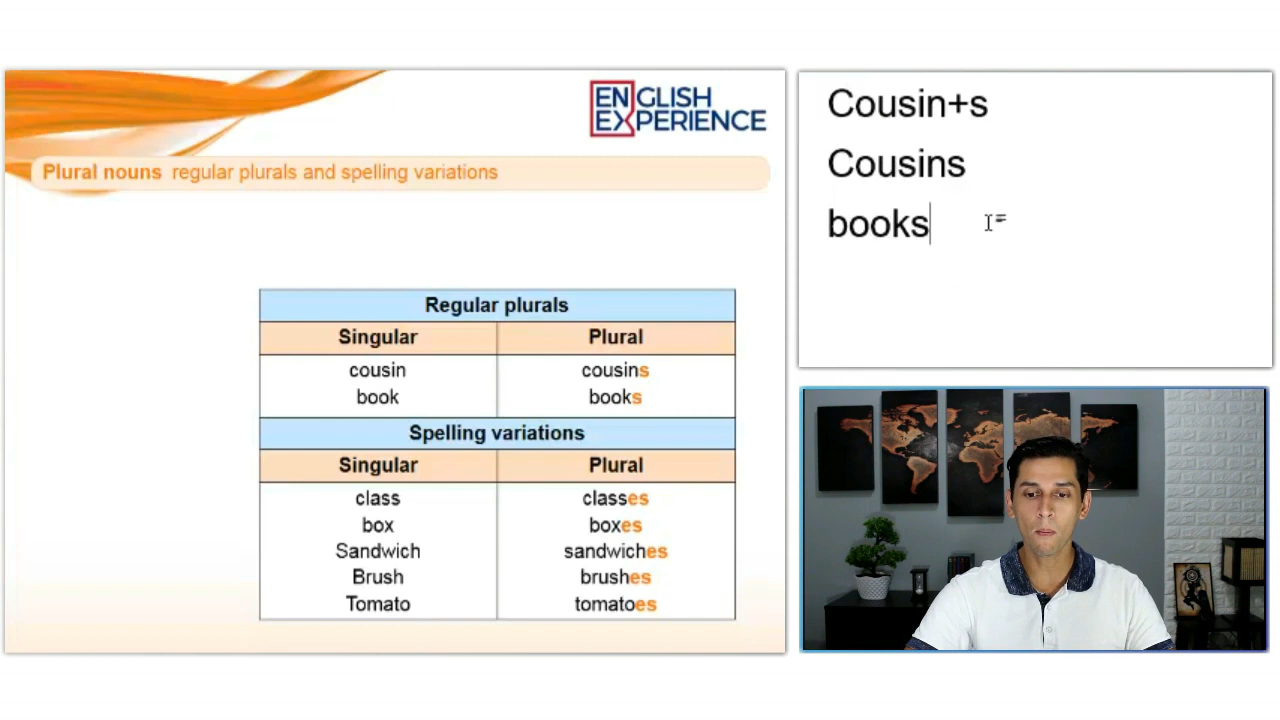 ENGLISH
EXPERIENCE
Plural nouns regular plurals and spelling variations
Regular plurals
Singular Plural
cousin cousins
book books
Spelling variations
Singular Plural
class classes
box boxes
Sandwich sandwiches
Brush brushes
Tomato tomatoes
Cousin+s
Cousins
books